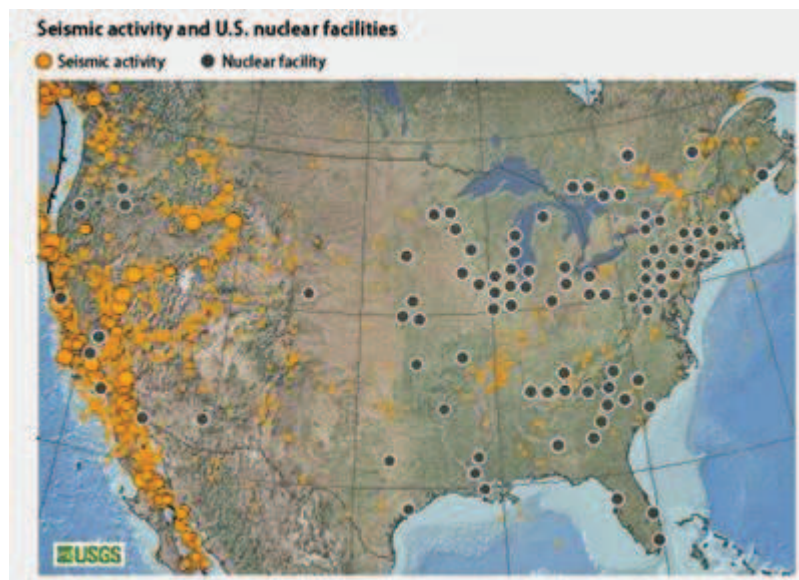 Seismic activity and U.S. nuclear facilities
Seismic activity
Nuclear facility
USGS